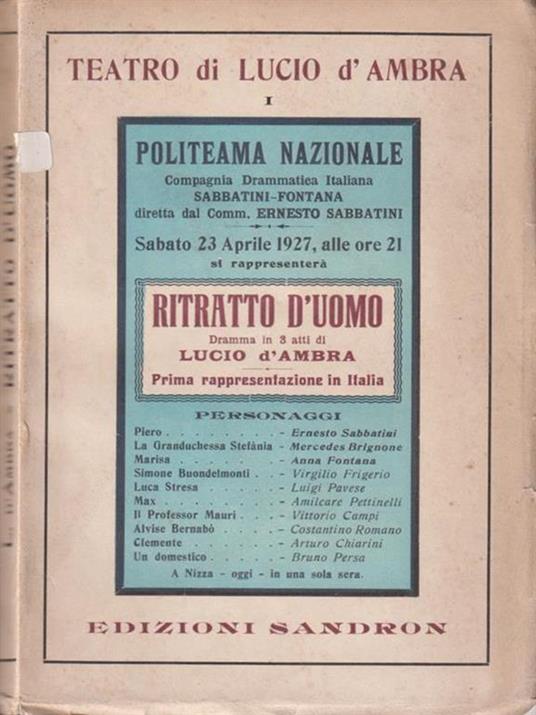 TEATRO di LUCIO d'AMBRA
I
POLITEAMA NAZIONALE
Compagnia Drammatica Italiana
SABBATINI-FONTANA
diretta dal Comm. ERNESTO SABBATINI
Sabato 23 Aprile 1927, alle ore 21
si rappresenterà
RITRATTO D'UOMO
Dramma in 3 atti di
LUCIO d'AMBRA
Prima rappresentazione in Italia
PERSONAGGI
Piero . . . . . . . . - Ernesto Sabbatini
La Granduchessa Stefània - Mercedes Brignone
Marisa . . . . . . . - Anna Fontana
Simone Buondelmonti . . - Virgilio Frigerio
Luca Stresa . . . . . - Luigi Pavese
Max . . . . . . . . - Amilcare Pettinelli
Il Professor Mauri . . . - Vittorio Campi
Alvise Bernabò . . . . - Costantino Romano
Clemente . . . . . . - Arturo Chiarini
Un domestico . . . . . - Bruno Persa
A Nizza - oggi - in una sola sera.
EDIZIONI SANDRON
L. D'AMBRA - RITRATTO D'UOMO